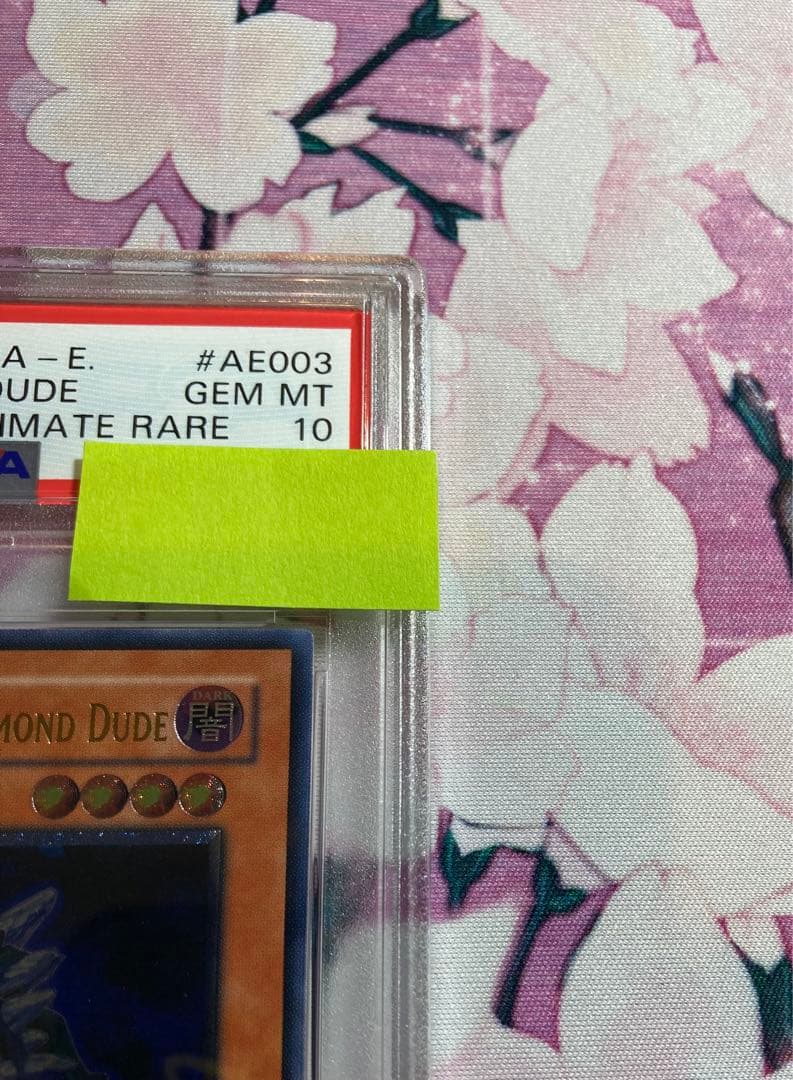 A – E. #AE003
DUDE GEM MT
IMATE RARE 10
A
MOND DUDE
DARK
闇